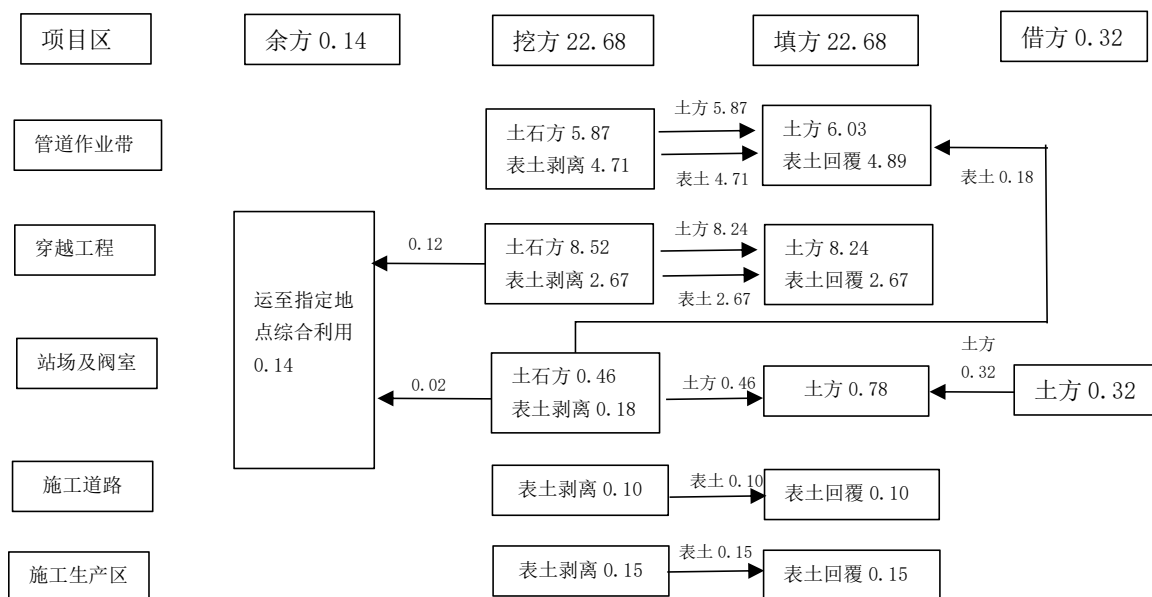 项目区
余方 0.14
挖方 22.68
填方 22.68
借方 0.32
管道作业带
土石方 5.87
表土剥离 4.71
土方 5.87
表土 4.71
土方 6.03
表土回覆 4.89
表土 0.18
穿越工程
0.12
土石方 8.52
表土剥离 2.67
土方 8.24
表土 2.67
土方 8.24
表土回覆 2.67
运至指定地
点综合利用
0.14
站场及阀室
0.02
土石方 0.46
表土剥离 0.18
土方 0.46
土方 0.78
土方
0.32
土方 0.32
施工道路
表土剥离 0.10
表土 0.10
表土回覆 0.10
施工生产区
表土剥离 0.15
表土 0.15
表土回覆 0.15